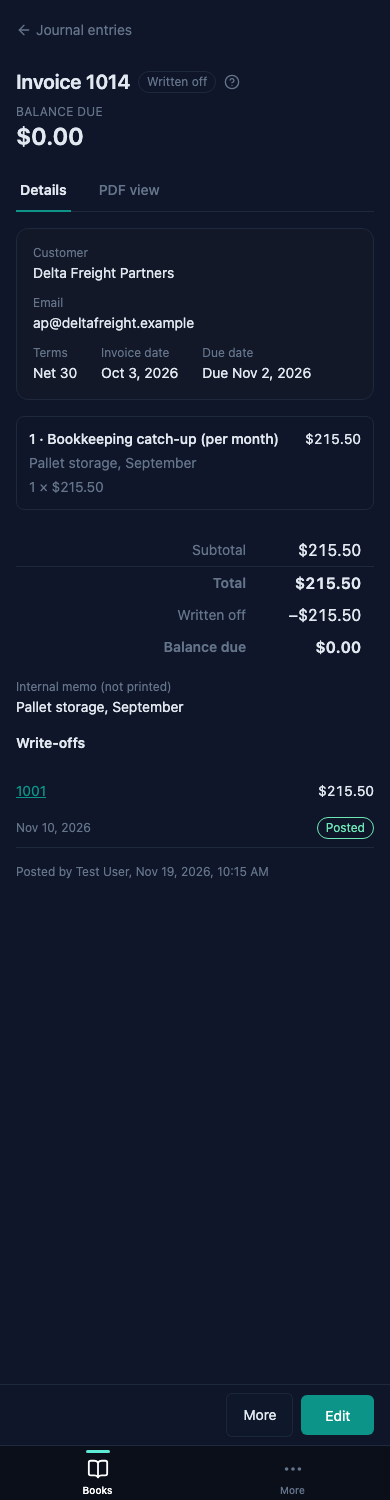 Journal entries
Invoice 1014 Written off
BALANCE DUE
$0.00
Details PDF view
Customer
Delta Freight Partners
Email
ap@deltafreight.example
Terms Invoice date Due date
Net 30 Oct 3, 2026 Due Nov 2, 2026
1 · Bookkeeping catch-up (per month) $215.50
Pallet storage, September
1 × $215.50
Subtotal $215.50
Total $215.50
Written off –$215.50
Balance due $0.00
Internal memo (not printed)
Pallet storage, September
Write-offs
1001 $215.50
Nov 10, 2026 Posted
Posted by Test User, Nov 19, 2026, 10:15 AM
More Edit
Books More